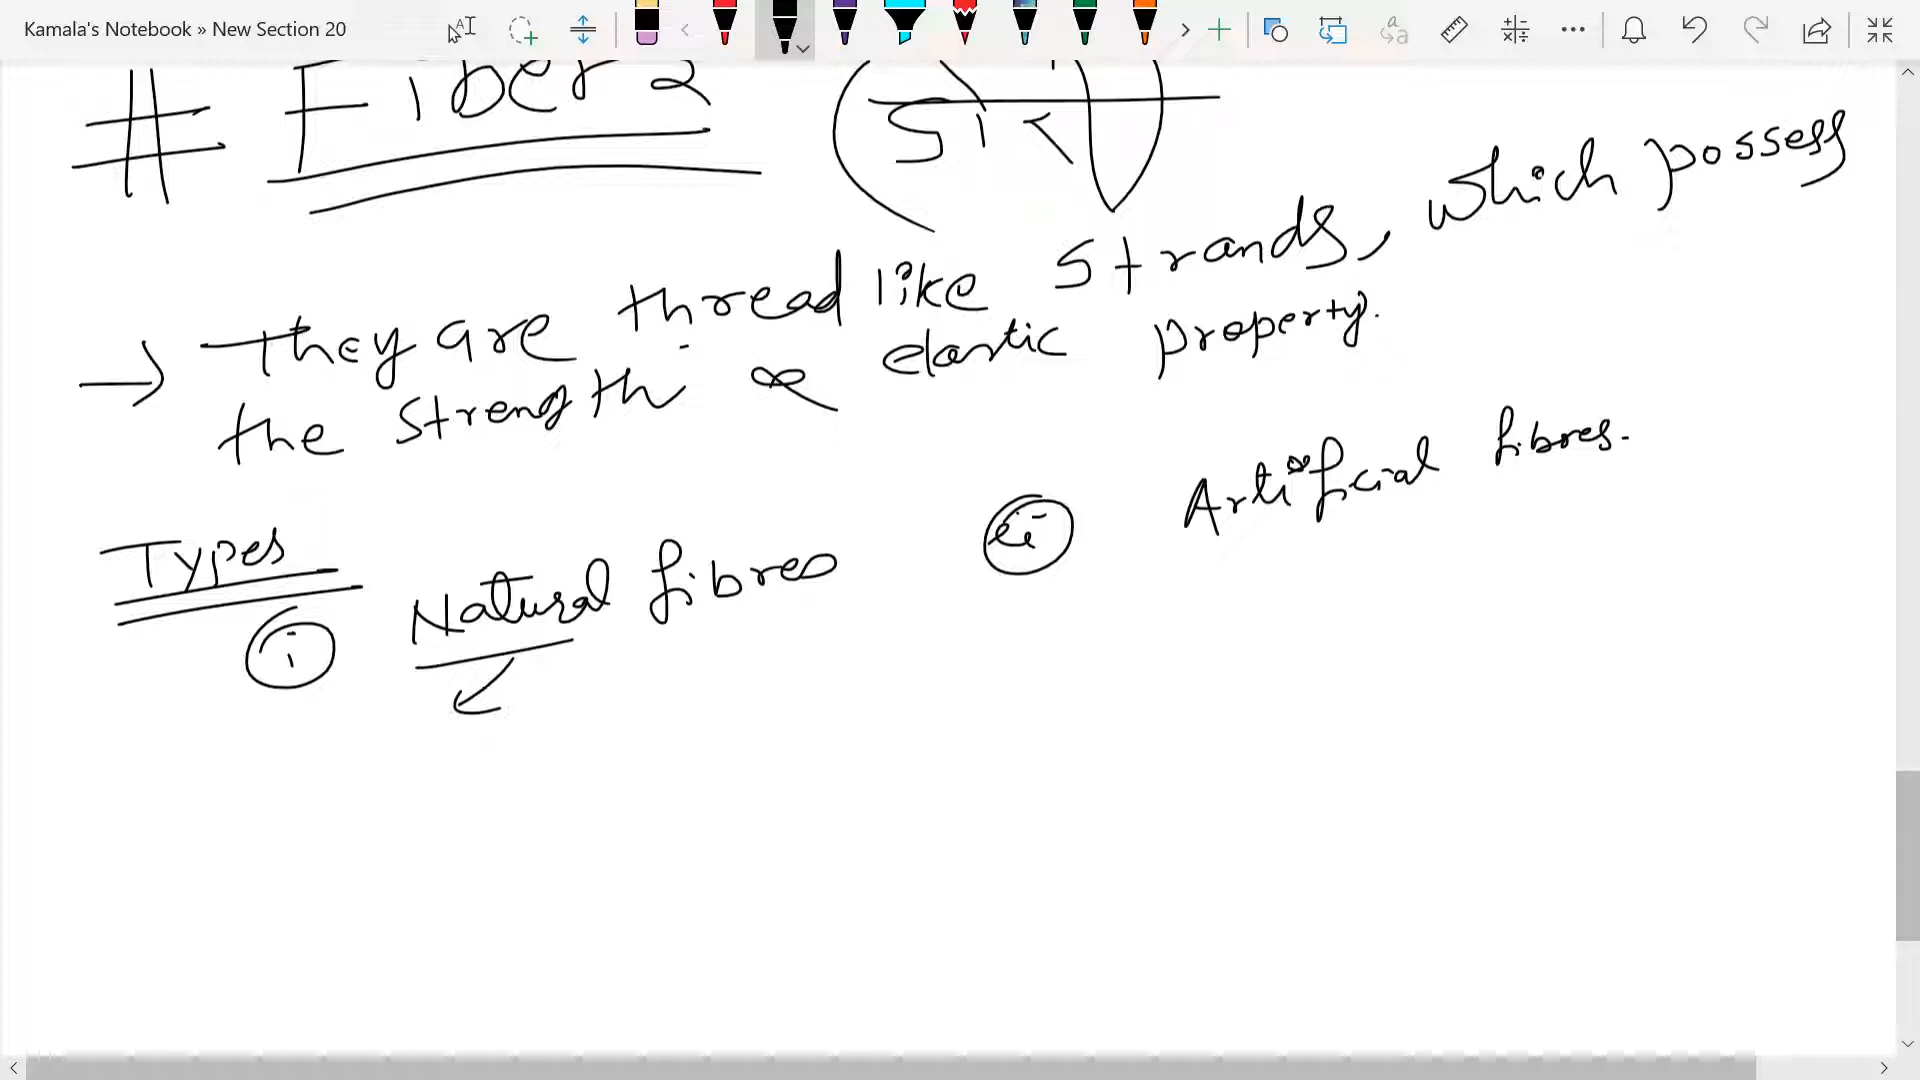 Kamala's Notebook » New Section 20
# Fiber
→ They are thread like strands, which possess
the strength & elastic property.
Types
i Natural fibres
ii Artificial fibres.